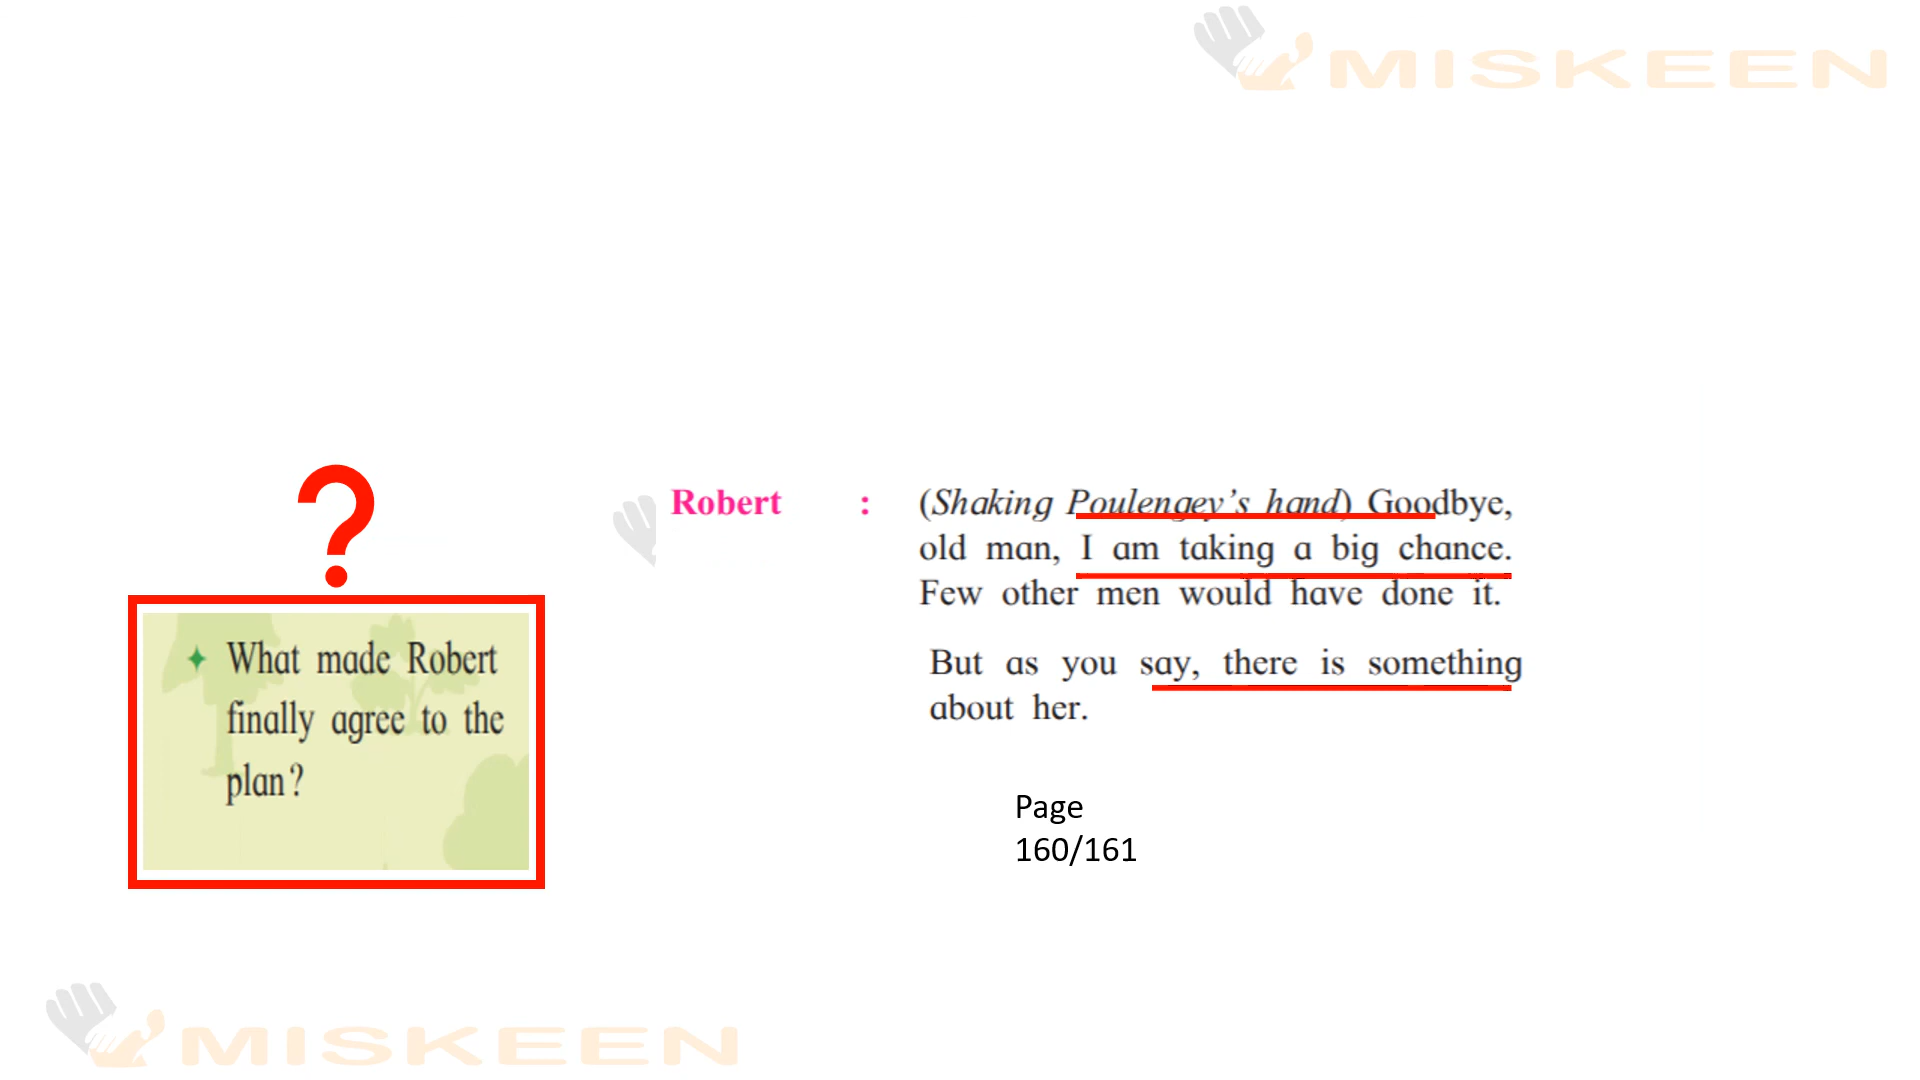 MISKEEN
Robert : (Shaking Poulengey’s hand) Goodbye,
old man, I am taking a big chance.
Few other men would have done it.
But as you say, there is something
about her.
?
What made Robert
finally agree to the
plan?
Page
160/161
MISKEEN